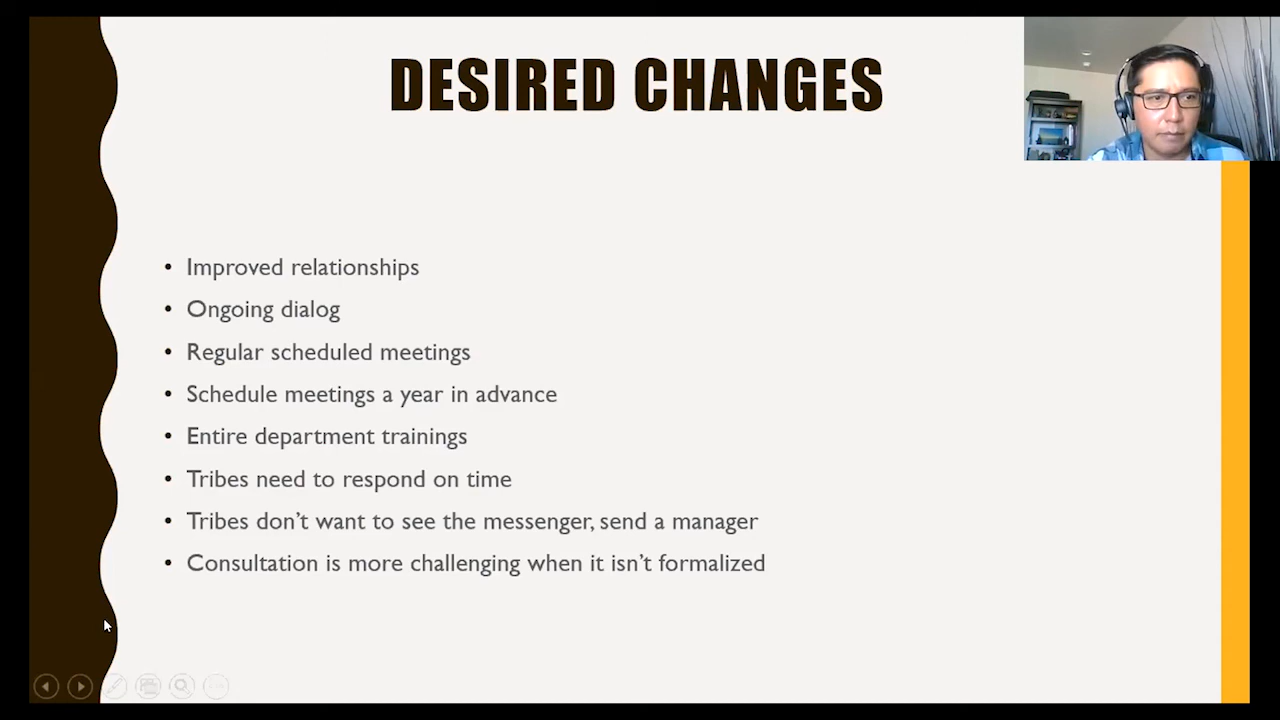 DESIRED CHANGES
• Improved relationships
• Ongoing dialog
• Regular scheduled meetings
• Schedule meetings a year in advance
• Entire department trainings
• Tribes need to respond on time
• Tribes don't want to see the messenger, send a manager
• Consultation is more challenging when it isn't formalized